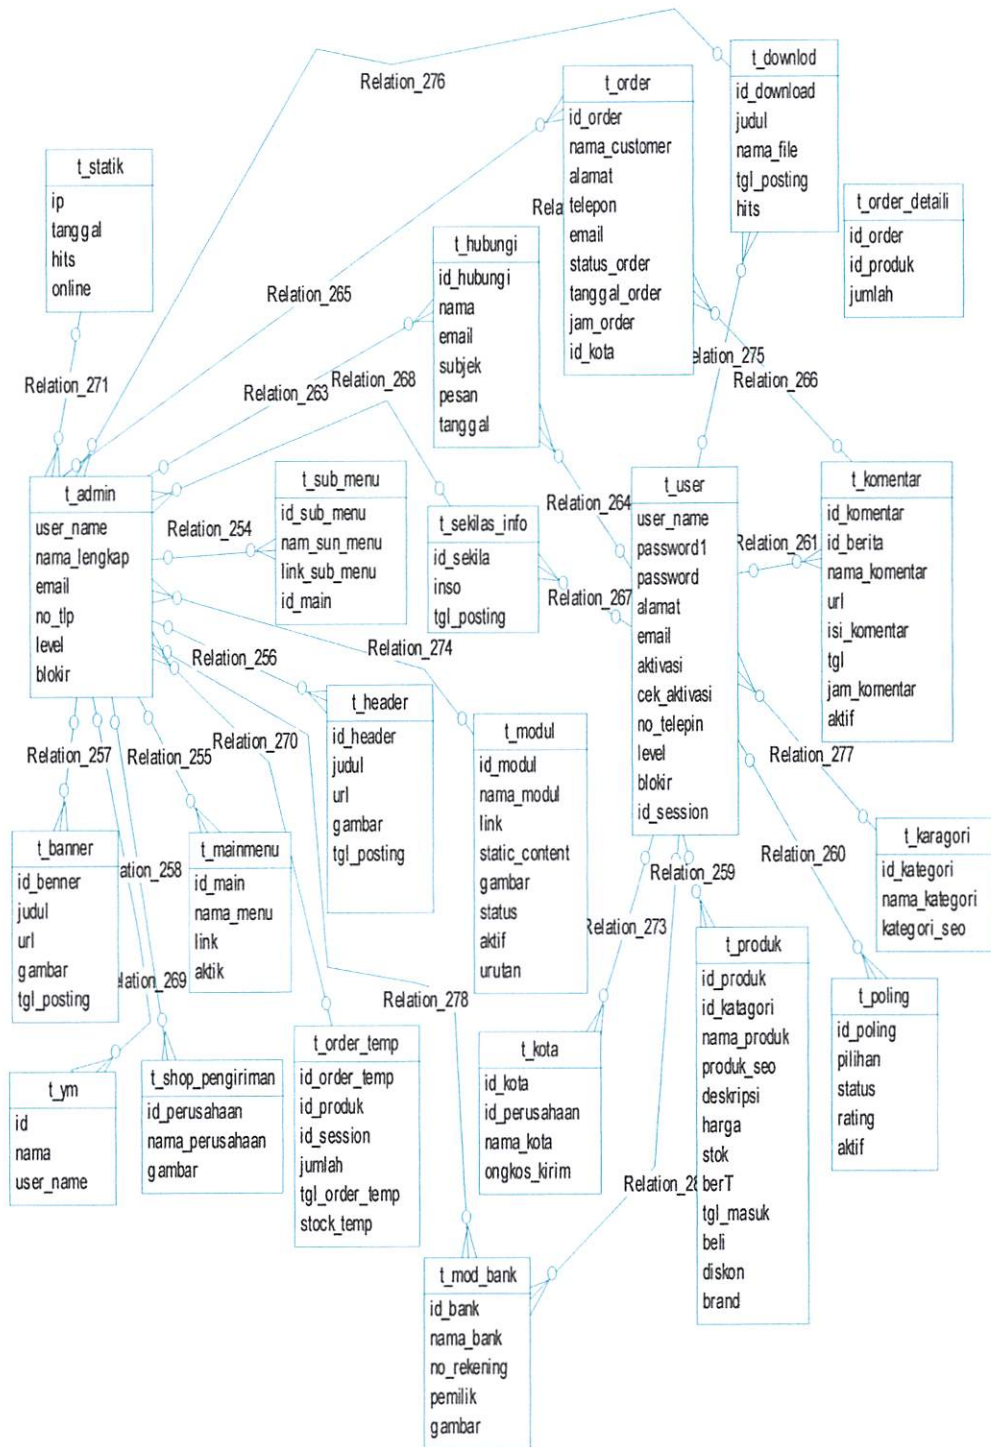 t_downlod
id_download
judul
nama_file
tgl_posting
hits
t_order
id_order
nama_customer
alamat
telepon
email
status_order
tanggal_order
jam_order
id_kota
Relation_276
t_statik
ip
tanggal
hits
online
t_order_detaili
id_order
id_produk
jumlah
Rela
t_hubungi
id_hubungi
nama
email
subjek
pesan
tanggal
Relation_265
Relation_271
Relation_263
Relation_268
elation_275
Relation_266
t_admin
user_name
nama_lengkap
email
no_tlp
level
blokir
Relation_254
t_sub_menu
id_sub_menu
nam_sun_menu
link_sub_menu
id_main
t_sekilas_info
id_sekila
inso
tgl_posting
Relation_264
Relation_267
t_user
user_name
password1
password
alamat
email
aktivasi
cek_aktivasi
no_telepin
level
blokir
id_session
Relation_261
t_komentar
id_komentar
id_berita
nama_komentar
url
isi_komentar
tgl
jam_komentar
aktif
Relation_256
Relation_274
t_header
id_header
judul
url
gambar
tgl_posting
t_modul
id_modul
nama_modul
link
static_content
gambar
status
aktif
urutan
Relation_257
Relation_255
Relation_270
Relation_277
t_banner
id_benner
judul
url
gambar
tgl_posting
elation_258
t_mainmenu
id_main
nama_menu
link
aktik
elation_269
Relation_278
Relation_259
Relation_260
Relation_273
t_karagori
id_kategori
nama_kategori
kategori_seo
t_produk
id_produk
id_katagori
nama_produk
produk_seo
deskripsi
harga
stok
berT
tgl_masuk
beli
diskon
brand
t_poling
id_poling
pilihan
status
rating
aktif
t_ym
id
nama
user_name
t_shop_pengiriman
id_perusahaan
nama_perusahaan
gambar
t_order_temp
id_order_temp
id_produk
id_session
jumlah
tgl_order_temp
stock_temp
t_kota
id_kota
id_perusahaan
nama_kota
ongkos_kirim
t_mod_bank
id_bank
nama_bank
no_rekening
pemilik
gambar